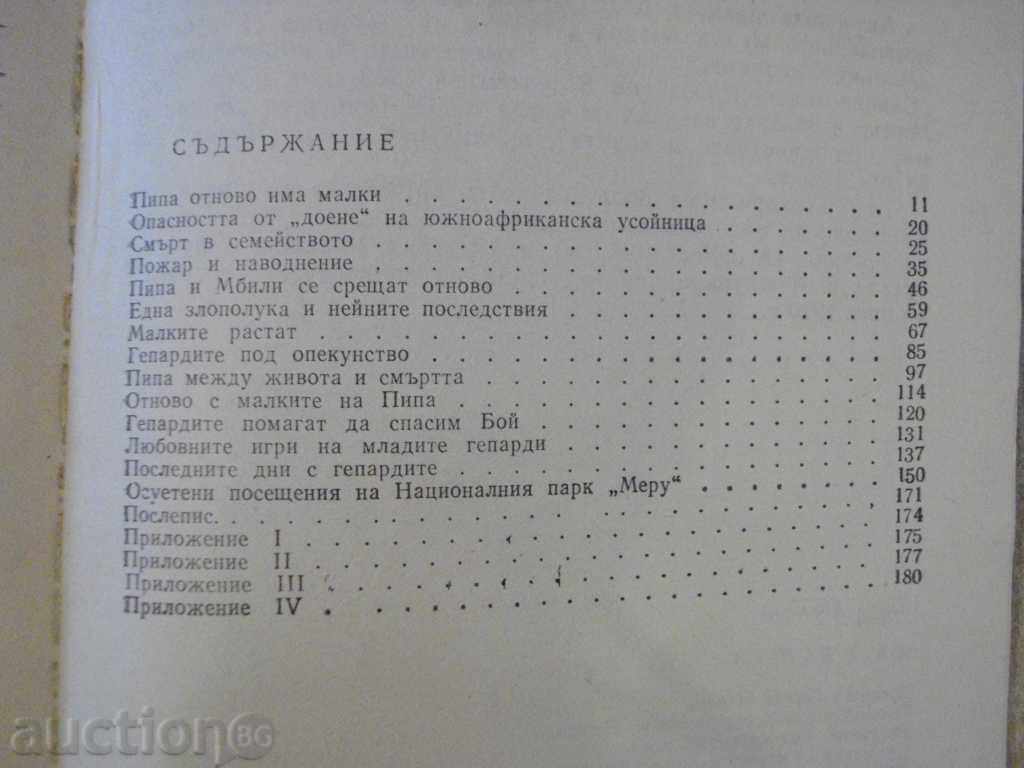 СЪДЪРЖАНИЕ
Пипа отново има малки . . . . . . . . . . . . . . . . . . 11
Опасността от „доене“ на южноафриканска усойница . . . . . . . 20
Смърт в семейството . . . . . . . . . . . . . . . . . . . 25
Пожар и наводнение . . . . . . . . . . . . . . . . . . . 35
Пипа и Мбили се срещат отново . . . . . . . . . . . . . . 46
Една злополука и нейните последствия . . . . . . . . . . . . 59
Малките растат . . . . . . . . . . . . . . . . . . . . . 67
Гепардите под опекунство . . . . . . . . . . . . . . . . . 85
Пипа между живота и смъртта . . . . . . . . . . . . . . . 97
Отново с малките на Пипа . . . . . . . . . . . . . . . . 114
Гепардите помагат да спасим Бой . . . . . . . . . . . . . 120
Любовните игри на младите гепарди . . . . . . . . . . . . 131
Последните дни с гепардите . . . . . . . . . . . . . . . . 137
Осуетени посещения на Националния парк „Меру“ . . . . . . . . 150
Послепис. . . . . . . . . . . . . . . . . . . . . . . . 171
Приложение I . . . . . . . . . . . . . . . . . . . . . 174
Приложение II . . . . . . . . . . . . . . . . . . . . . 175
Приложение III . . . . . . . . . . . . . . . . . . . . 177
Приложение IV . . . . . . . . . . . . . . . . . . . . . 180
auctionBG